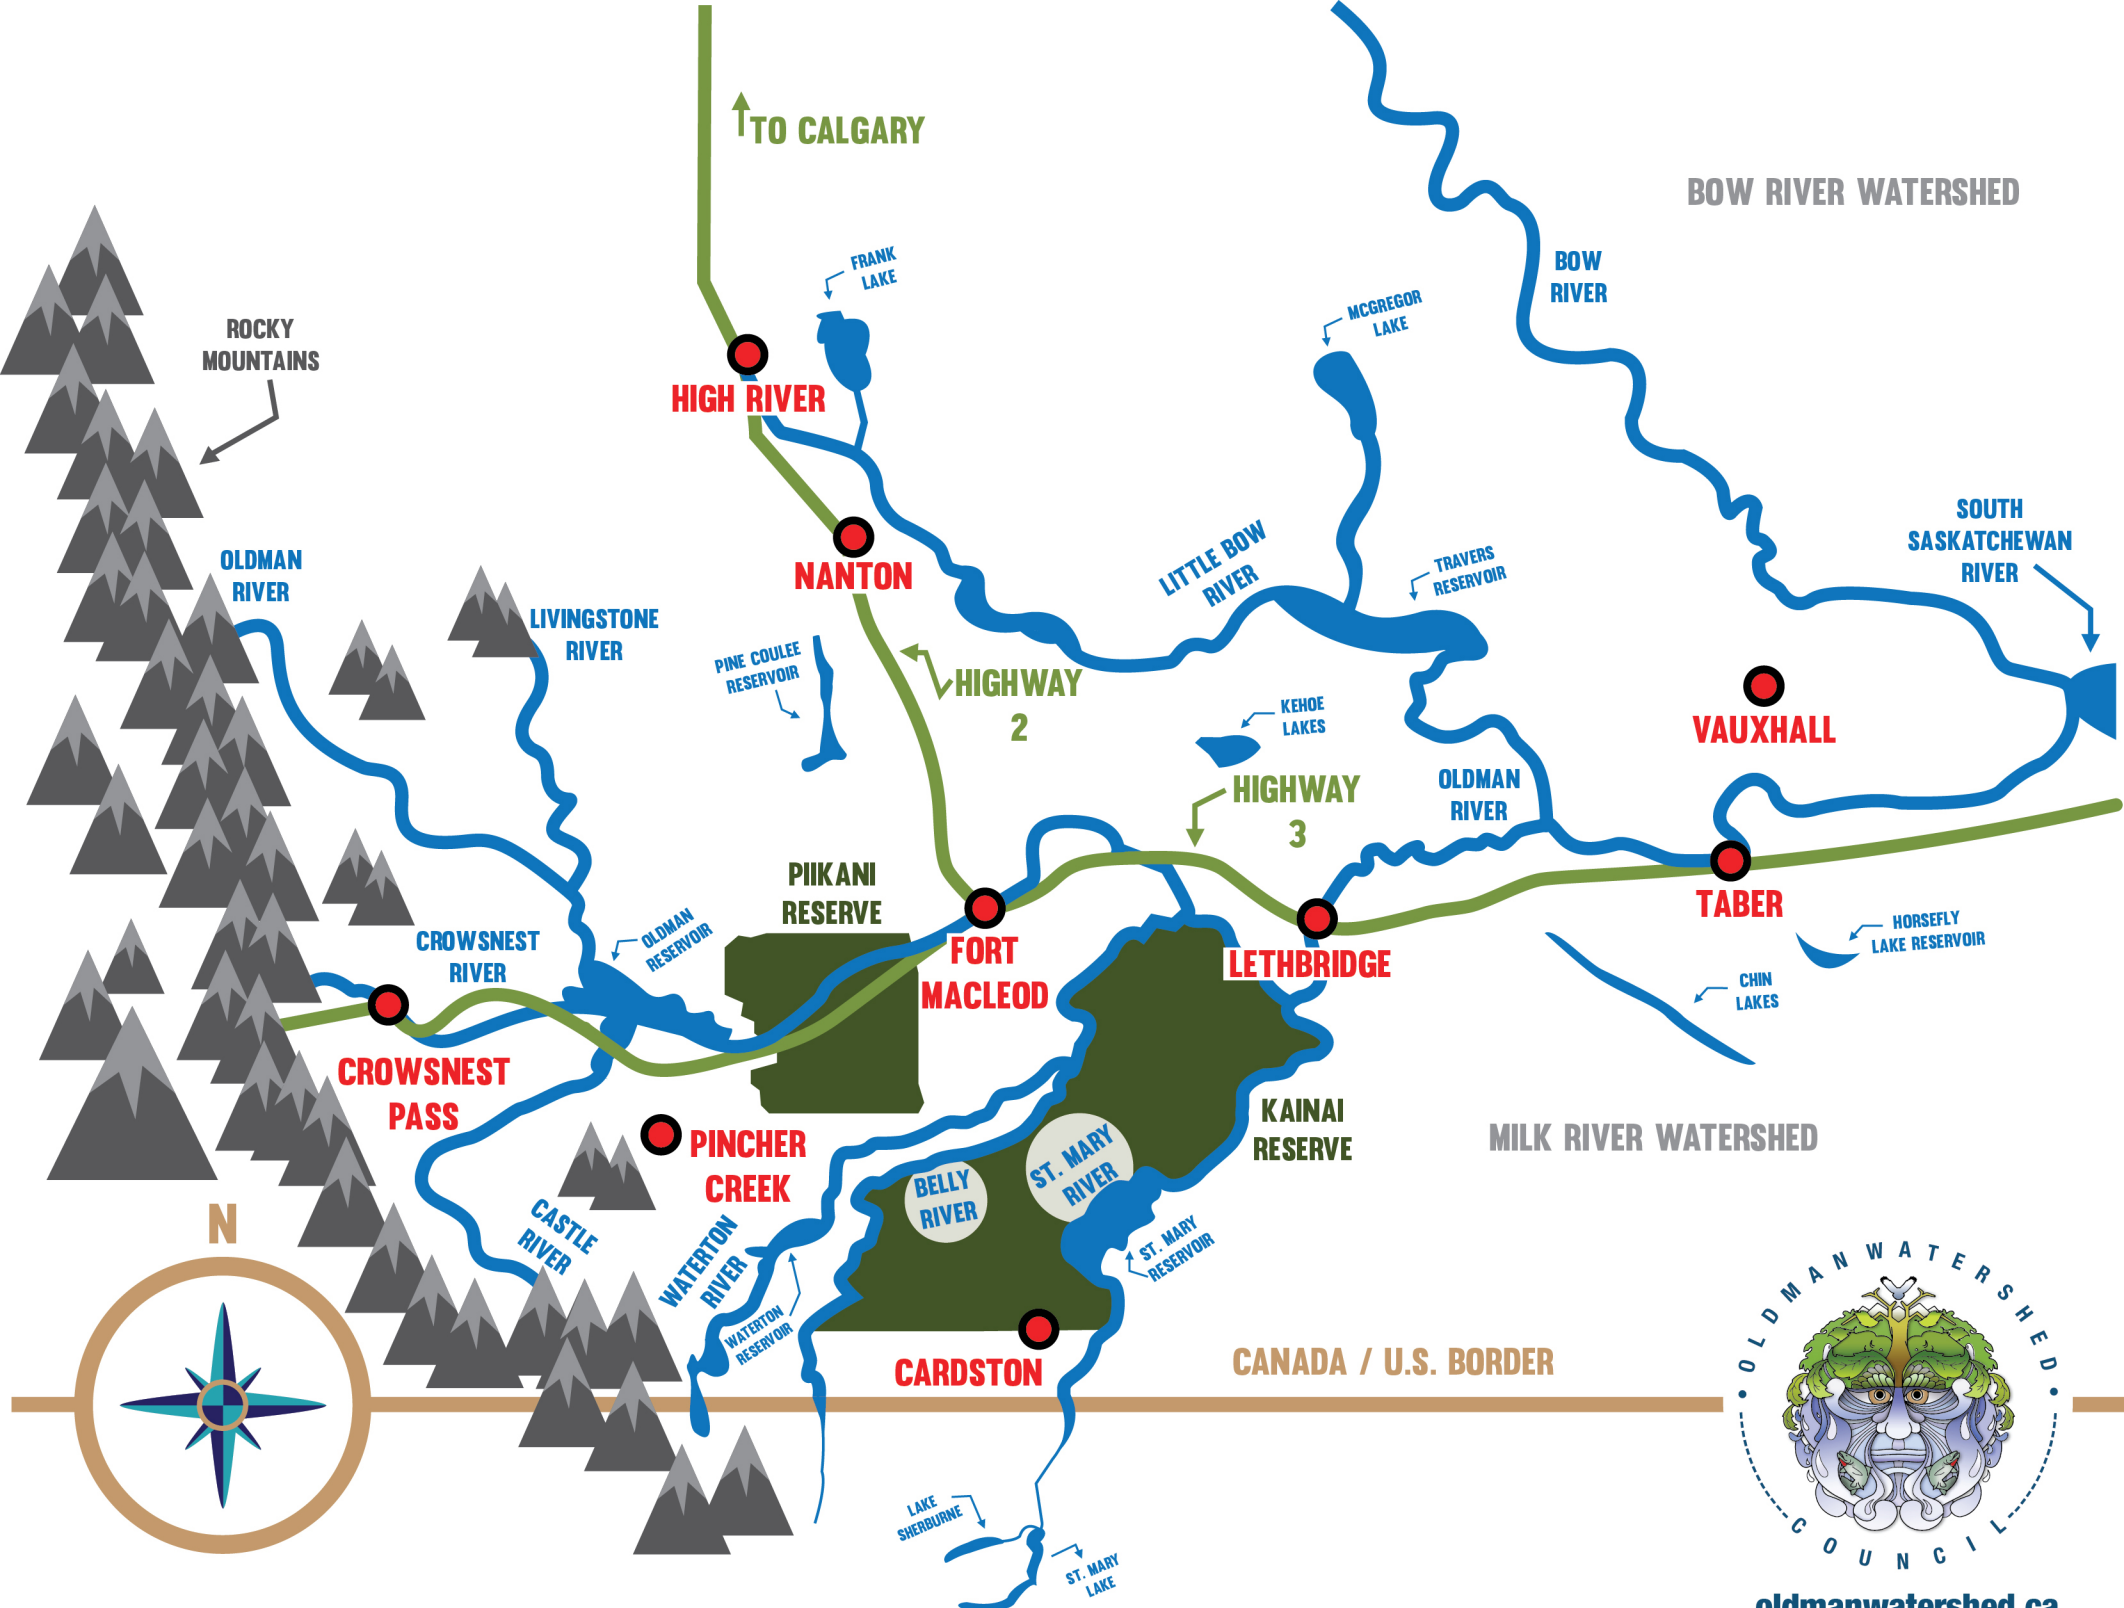 TO CALGARY
BOW RIVER WATERSHED
FRANK
LAKE
BOW
RIVER
MCGREGOR
LAKE
ROCKY
MOUNTAINS
HIGH RIVER
SOUTH
SASKATCHEWAN
RIVER
OLDMAN
RIVER
LITTLE BOW
RIVER
TRAVERS
RESERVOIR
NANTON
LIVINGSTONE
RIVER
PINE COULEE
RESERVOIR
HIGHWAY
2
KEHOE
LAKES
VAUXHALL
OLDMAN
RIVER
HIGHWAY
3
PIIKANI
RESERVE
TABER
CROWSNEST
RIVER
OLDMAN
RESERVOIR
FORT
MACLEOD
LETHBRIDGE
HORSEFLY
LAKE RESERVOIR
CHIN
LAKES
CROWSNEST
PASS
KAINAI
RESERVE
MILK RIVER WATERSHED
PINCHER
CREEK
ST. MARY
RIVER
BELLY
RIVER
N
CASTLE
RIVER
WATERTON
RIVER
ST. MARY
RESERVOIR
WATERTON
RESERVOIR
CARDSTON
CANADA / U.S. BORDER
OLDMAN WATERSHED
COUNCIL
LAKE
SHERBURNE
ST. MARY
LAKE
oldmanwatershed.ca